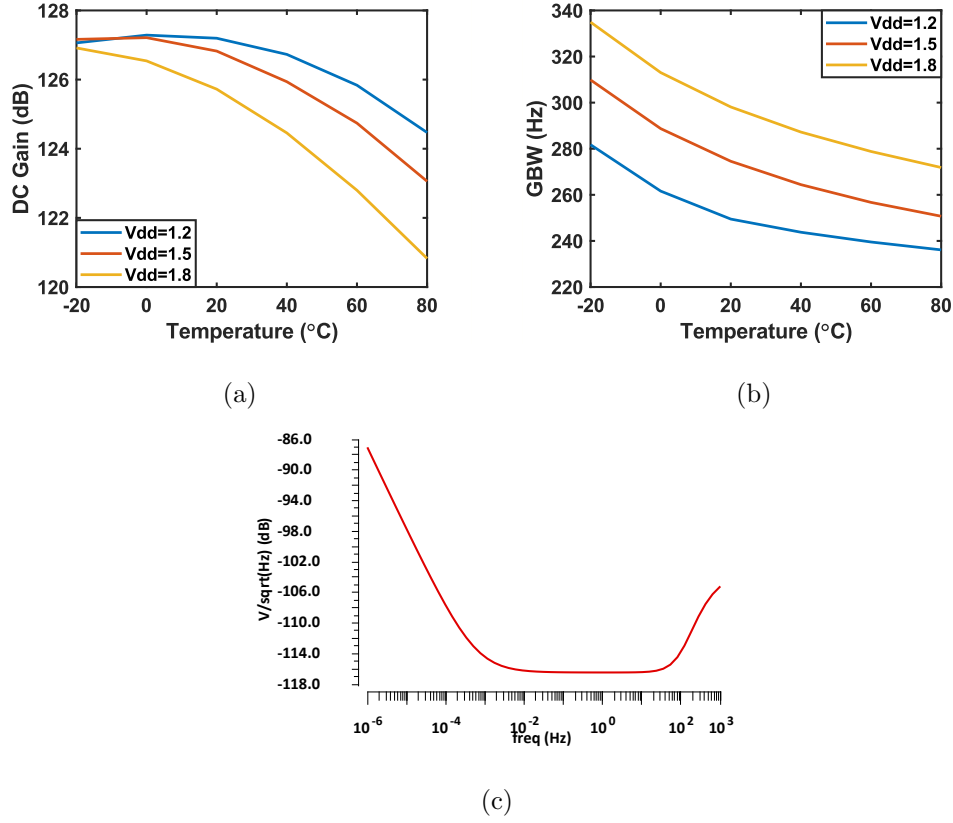 128
126
124
122
120
DC Gain (dB)
Vdd=1.2
Vdd=1.5
Vdd=1.8
-20 0 20 40 60 80
Temperature (°C)
(a)
340
320
300
280
260
240
220
GBW (Hz)
Vdd=1.2
Vdd=1.5
Vdd=1.8
-20 0 20 40 60 80
Temperature (°C)
(b)
-86.0
-90.0
-94.0
-98.0
-102.0
-106.0
-110.0
-114.0
-118.0
V/sqrt(Hz) (dB)
10^-6 10^-4 10^-2 10^0 10^2 10^3
freq (Hz)
(c)